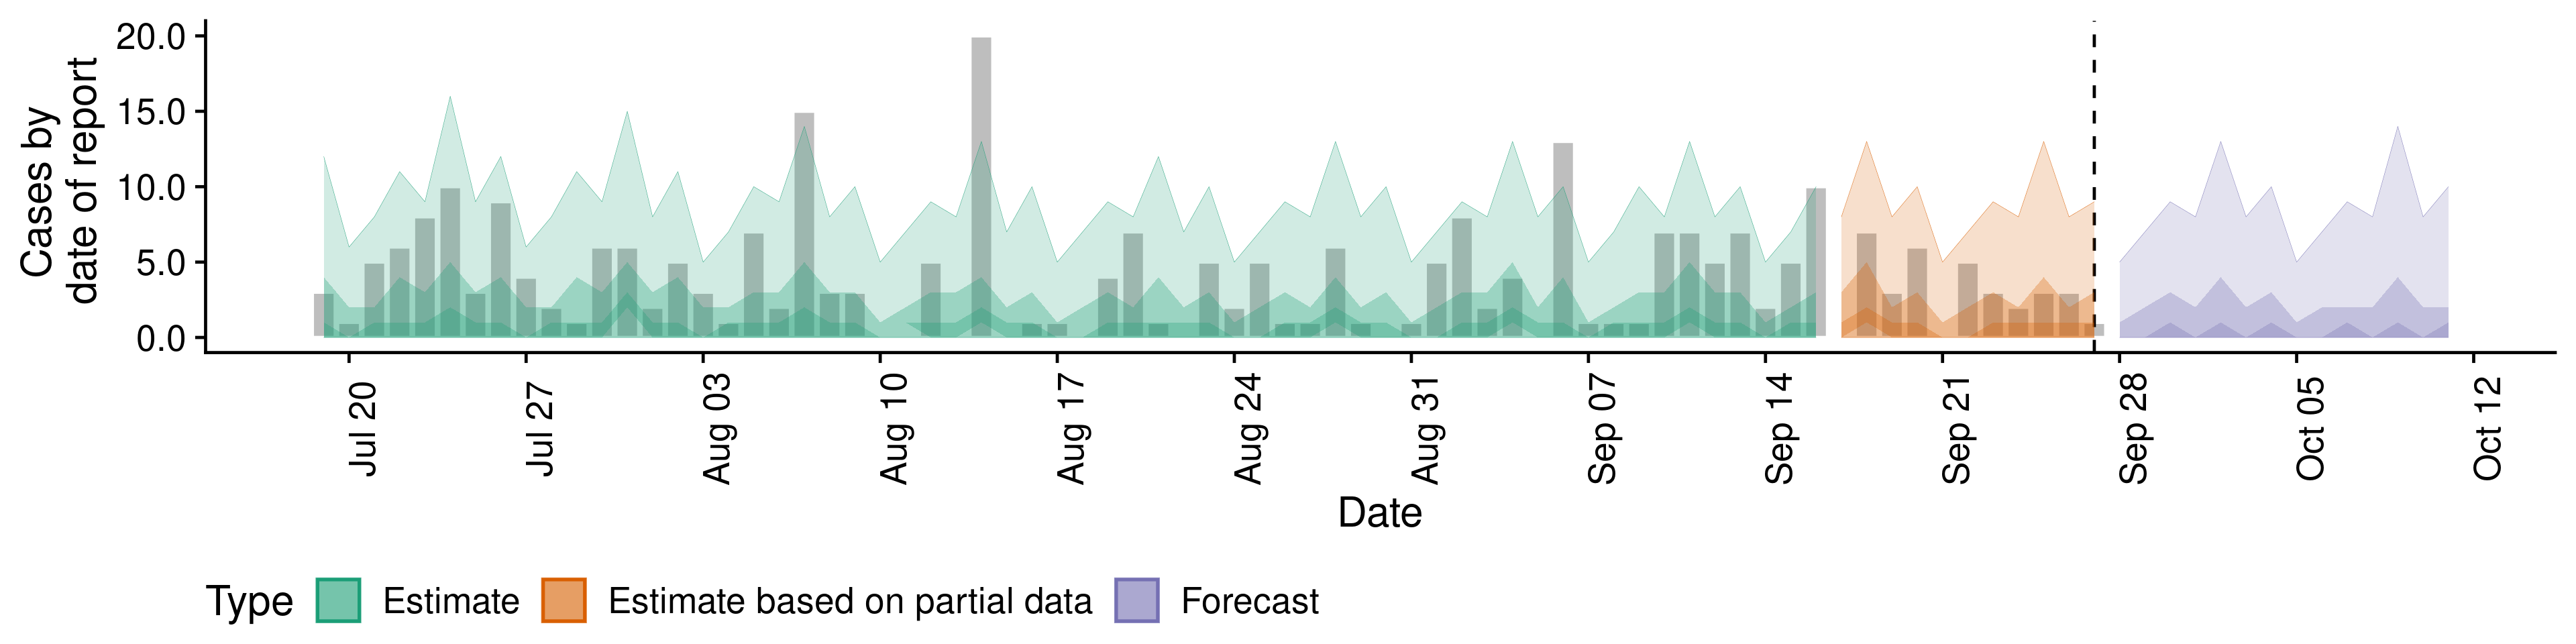 Cases by
date of report
20.0
15.0
10.0
5.0
0.0
Jul 20
Jul 27
Aug 03
Aug 10
Aug 17
Aug 24
Aug 31
Sep 07
Sep 14
Sep 21
Sep 28
Oct 05
Oct 12
Date
Type Estimate Estimate based on partial data Forecast